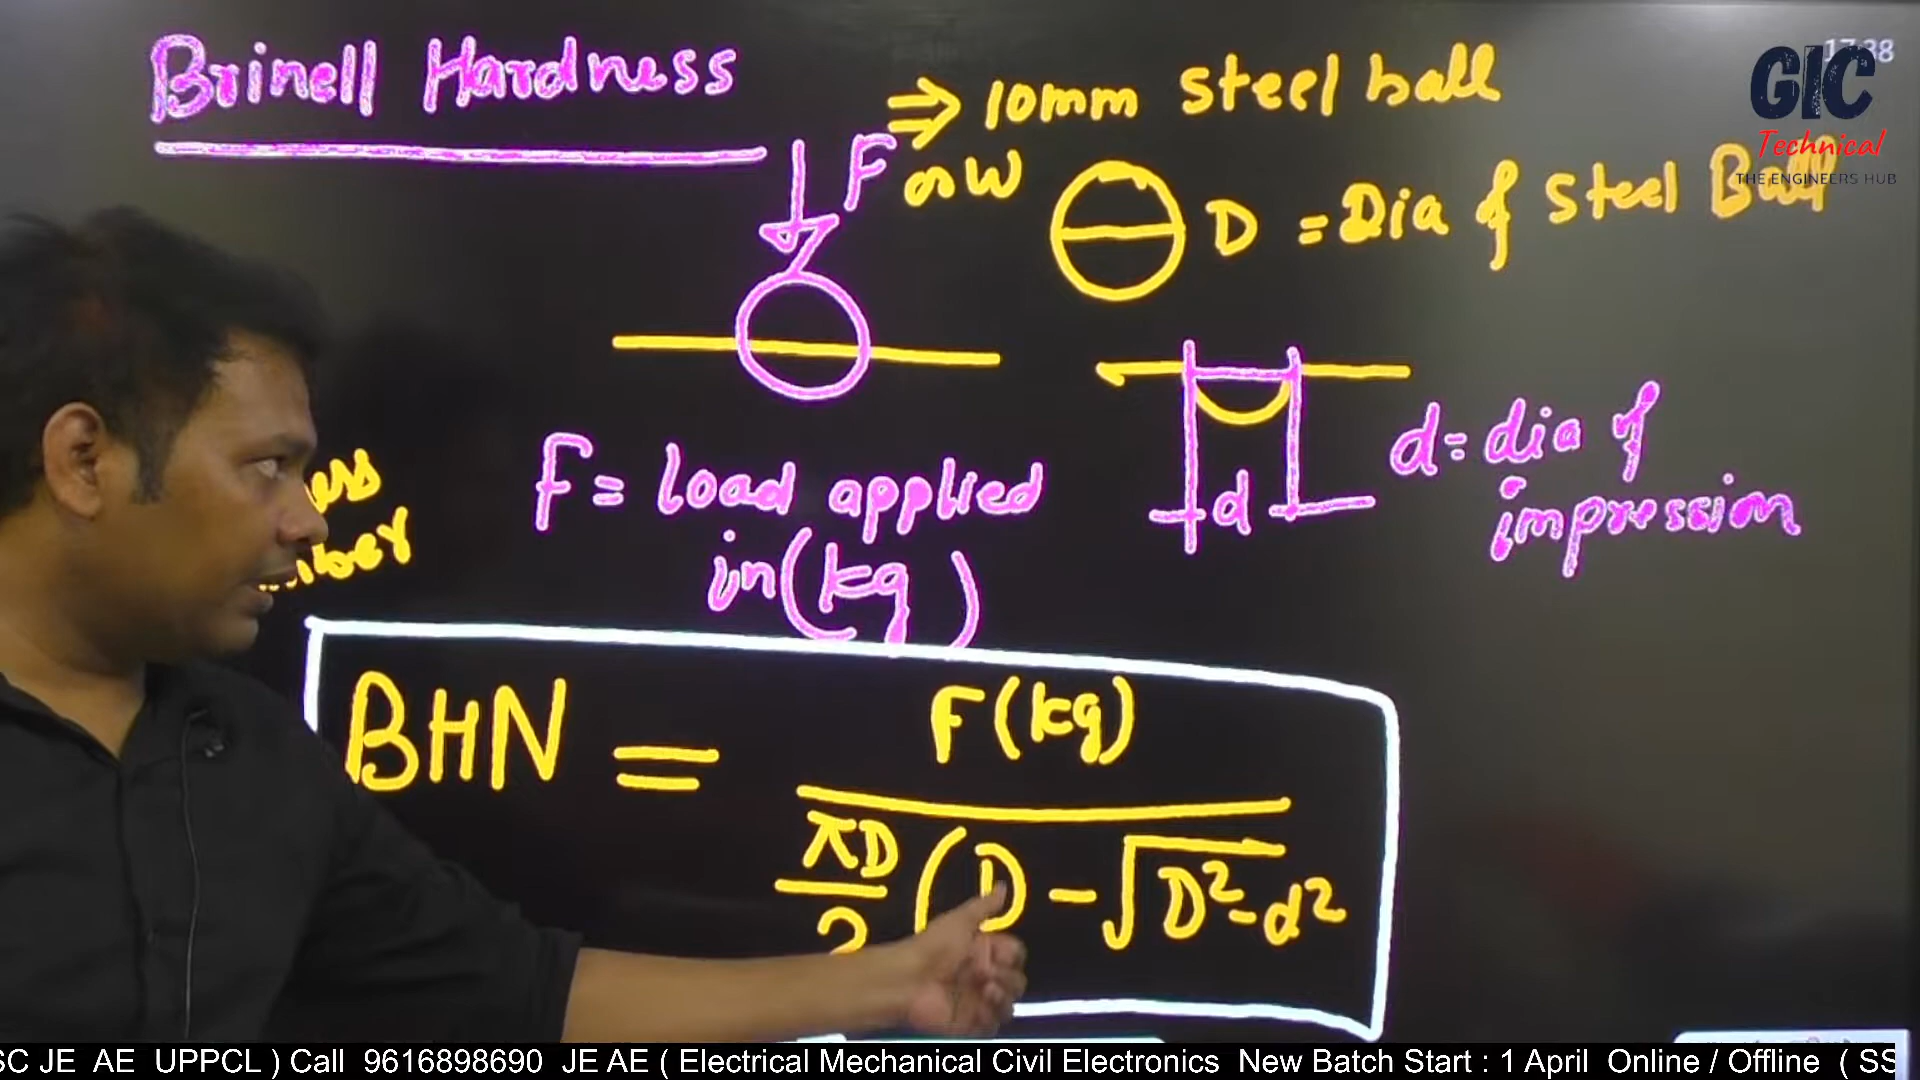 Brinell Hardness
F or W
⇒ 10mm Steel ball
D = Dia of Steel Ball
17:38
GIC
Technical
THE ENGINEERS HUB
F = load applied
in (kg)
d
d = dia of
impression
BHN = F(kg)
πD/2 (D - √D²-d²
SC JE AE UPPCL ) Call 9616898690 JE AE ( Electrical Mechanical Civil Electronics New Batch Start : 1 April Online / Offline ( SS